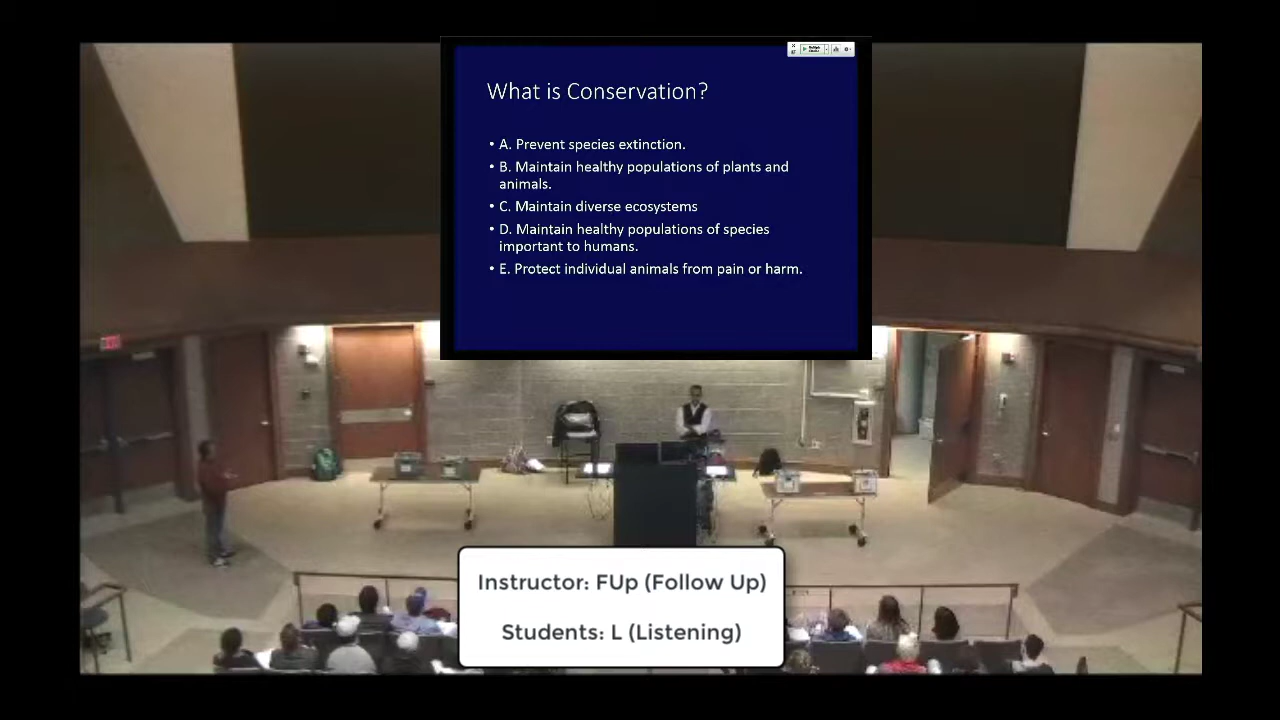 What is Conservation?
• A. Prevent species extinction.
• B. Maintain healthy populations of plants and
animals.
• C. Maintain diverse ecosystems
• D. Maintain healthy populations of species
important to humans.
• E. Protect individual animals from pain or harm.
Instructor: FUp (Follow Up)
Students: L (Listening)